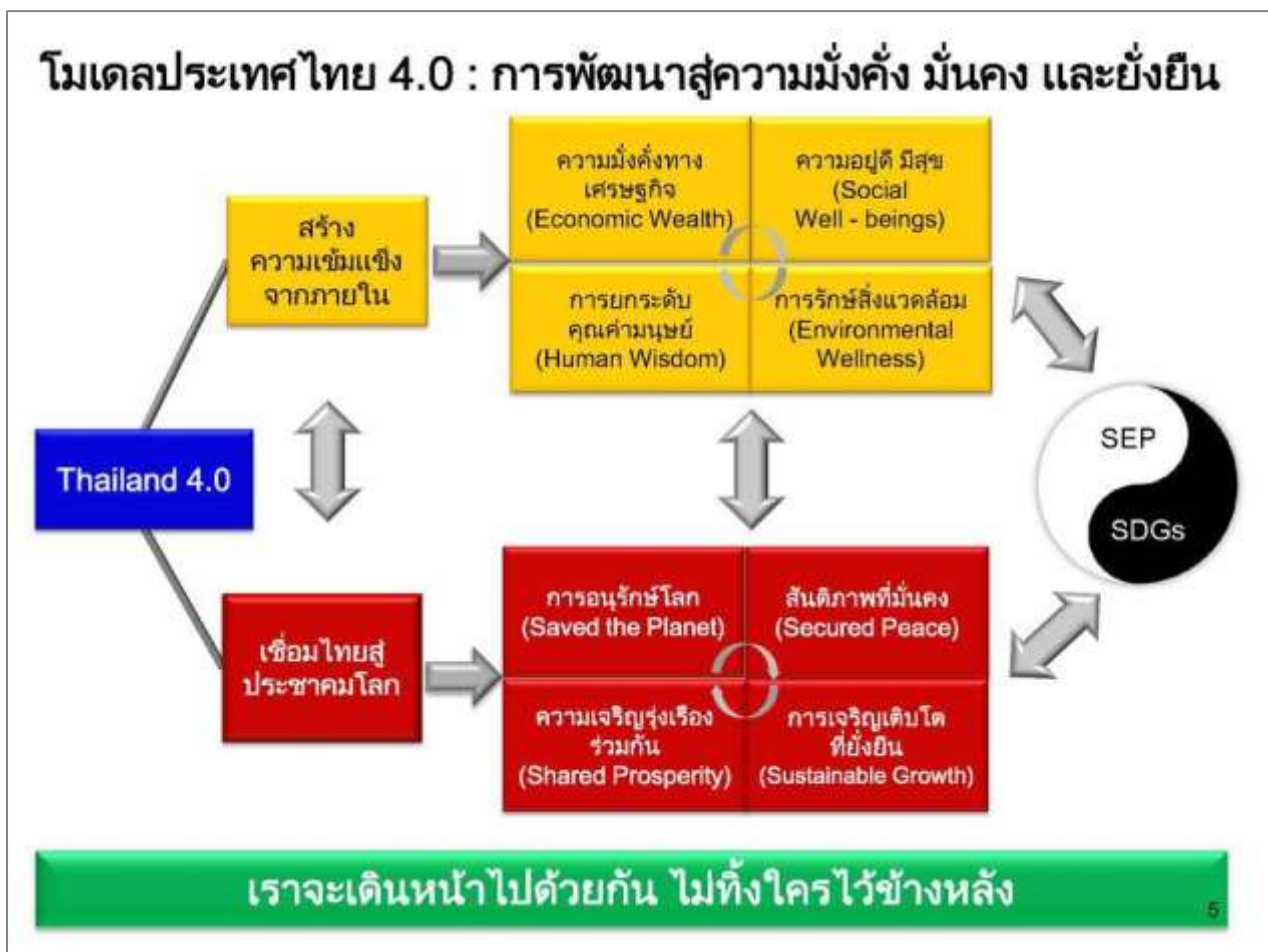 โมเดลประเทศไทย 4.0 : การพัฒนาสู่ความมั่งคั่ง มั่นคง และยั่งยืน
สร้าง
ความเข้มแข็ง
จากภายใน
ความมั่งคั่งทาง
เศรษฐกิจ
(Economic Wealth)
ความอยู่ดี มีสุข
(Social
Well - beings)
การยกระดับ
คุณค่ามนุษย์
(Human Wisdom)
การรักษ์สิ่งแวดล้อม
(Environmental
Wellness)
Thailand 4.0
SEP
SDGs
เชื่อมไทยสู่
ประชาคมโลก
การอนุรักษ์โลก
(Saved the Planet)
สันติภาพที่มั่นคง
(Secured Peace)
ความเจริญรุ่งเรือง
ร่วมกัน
(Shared Prosperity)
การเจริญเติบโต
ที่ยั่งยืน
(Sustainable Growth)
เราจะเดินหน้าไปด้วยกัน ไม่ทิ้งใครไว้ข้างหลัง
5